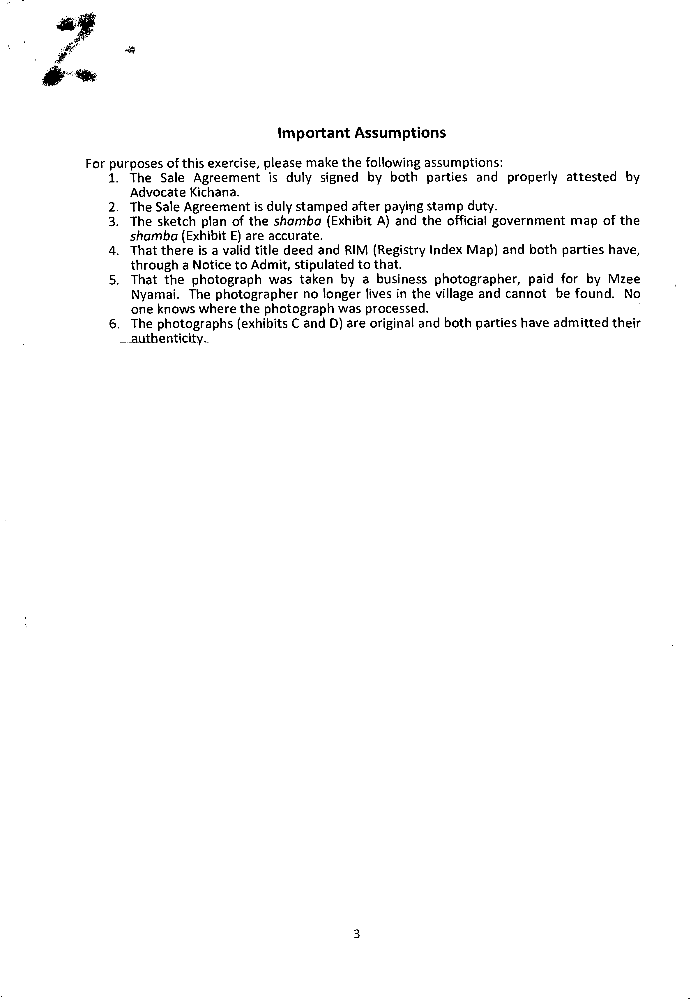 2
Important Assumptions
For purposes of this exercise, please make the following assumptions:
1. The Sale Agreement is duly signed by both parties and properly attested by
Advocate Kichana.
2. The Sale Agreement is duly stamped after paying stamp duty.
3. The sketch plan of the shamba (Exhibit A) and the official government map of the
shamba (Exhibit E) are accurate.
4. That there is a valid title deed and RIM (Registry Index Map) and both parties have,
through a Notice to Admit, stipulated to that.
5. That the photograph was taken by a business photographer, paid for by Mzee
Nyamai. The photographer no longer lives in the village and cannot be found. No
one knows where the photograph was processed.
6. The photographs (exhibits C and D) are original and both parties have admitted their
authenticity.
3